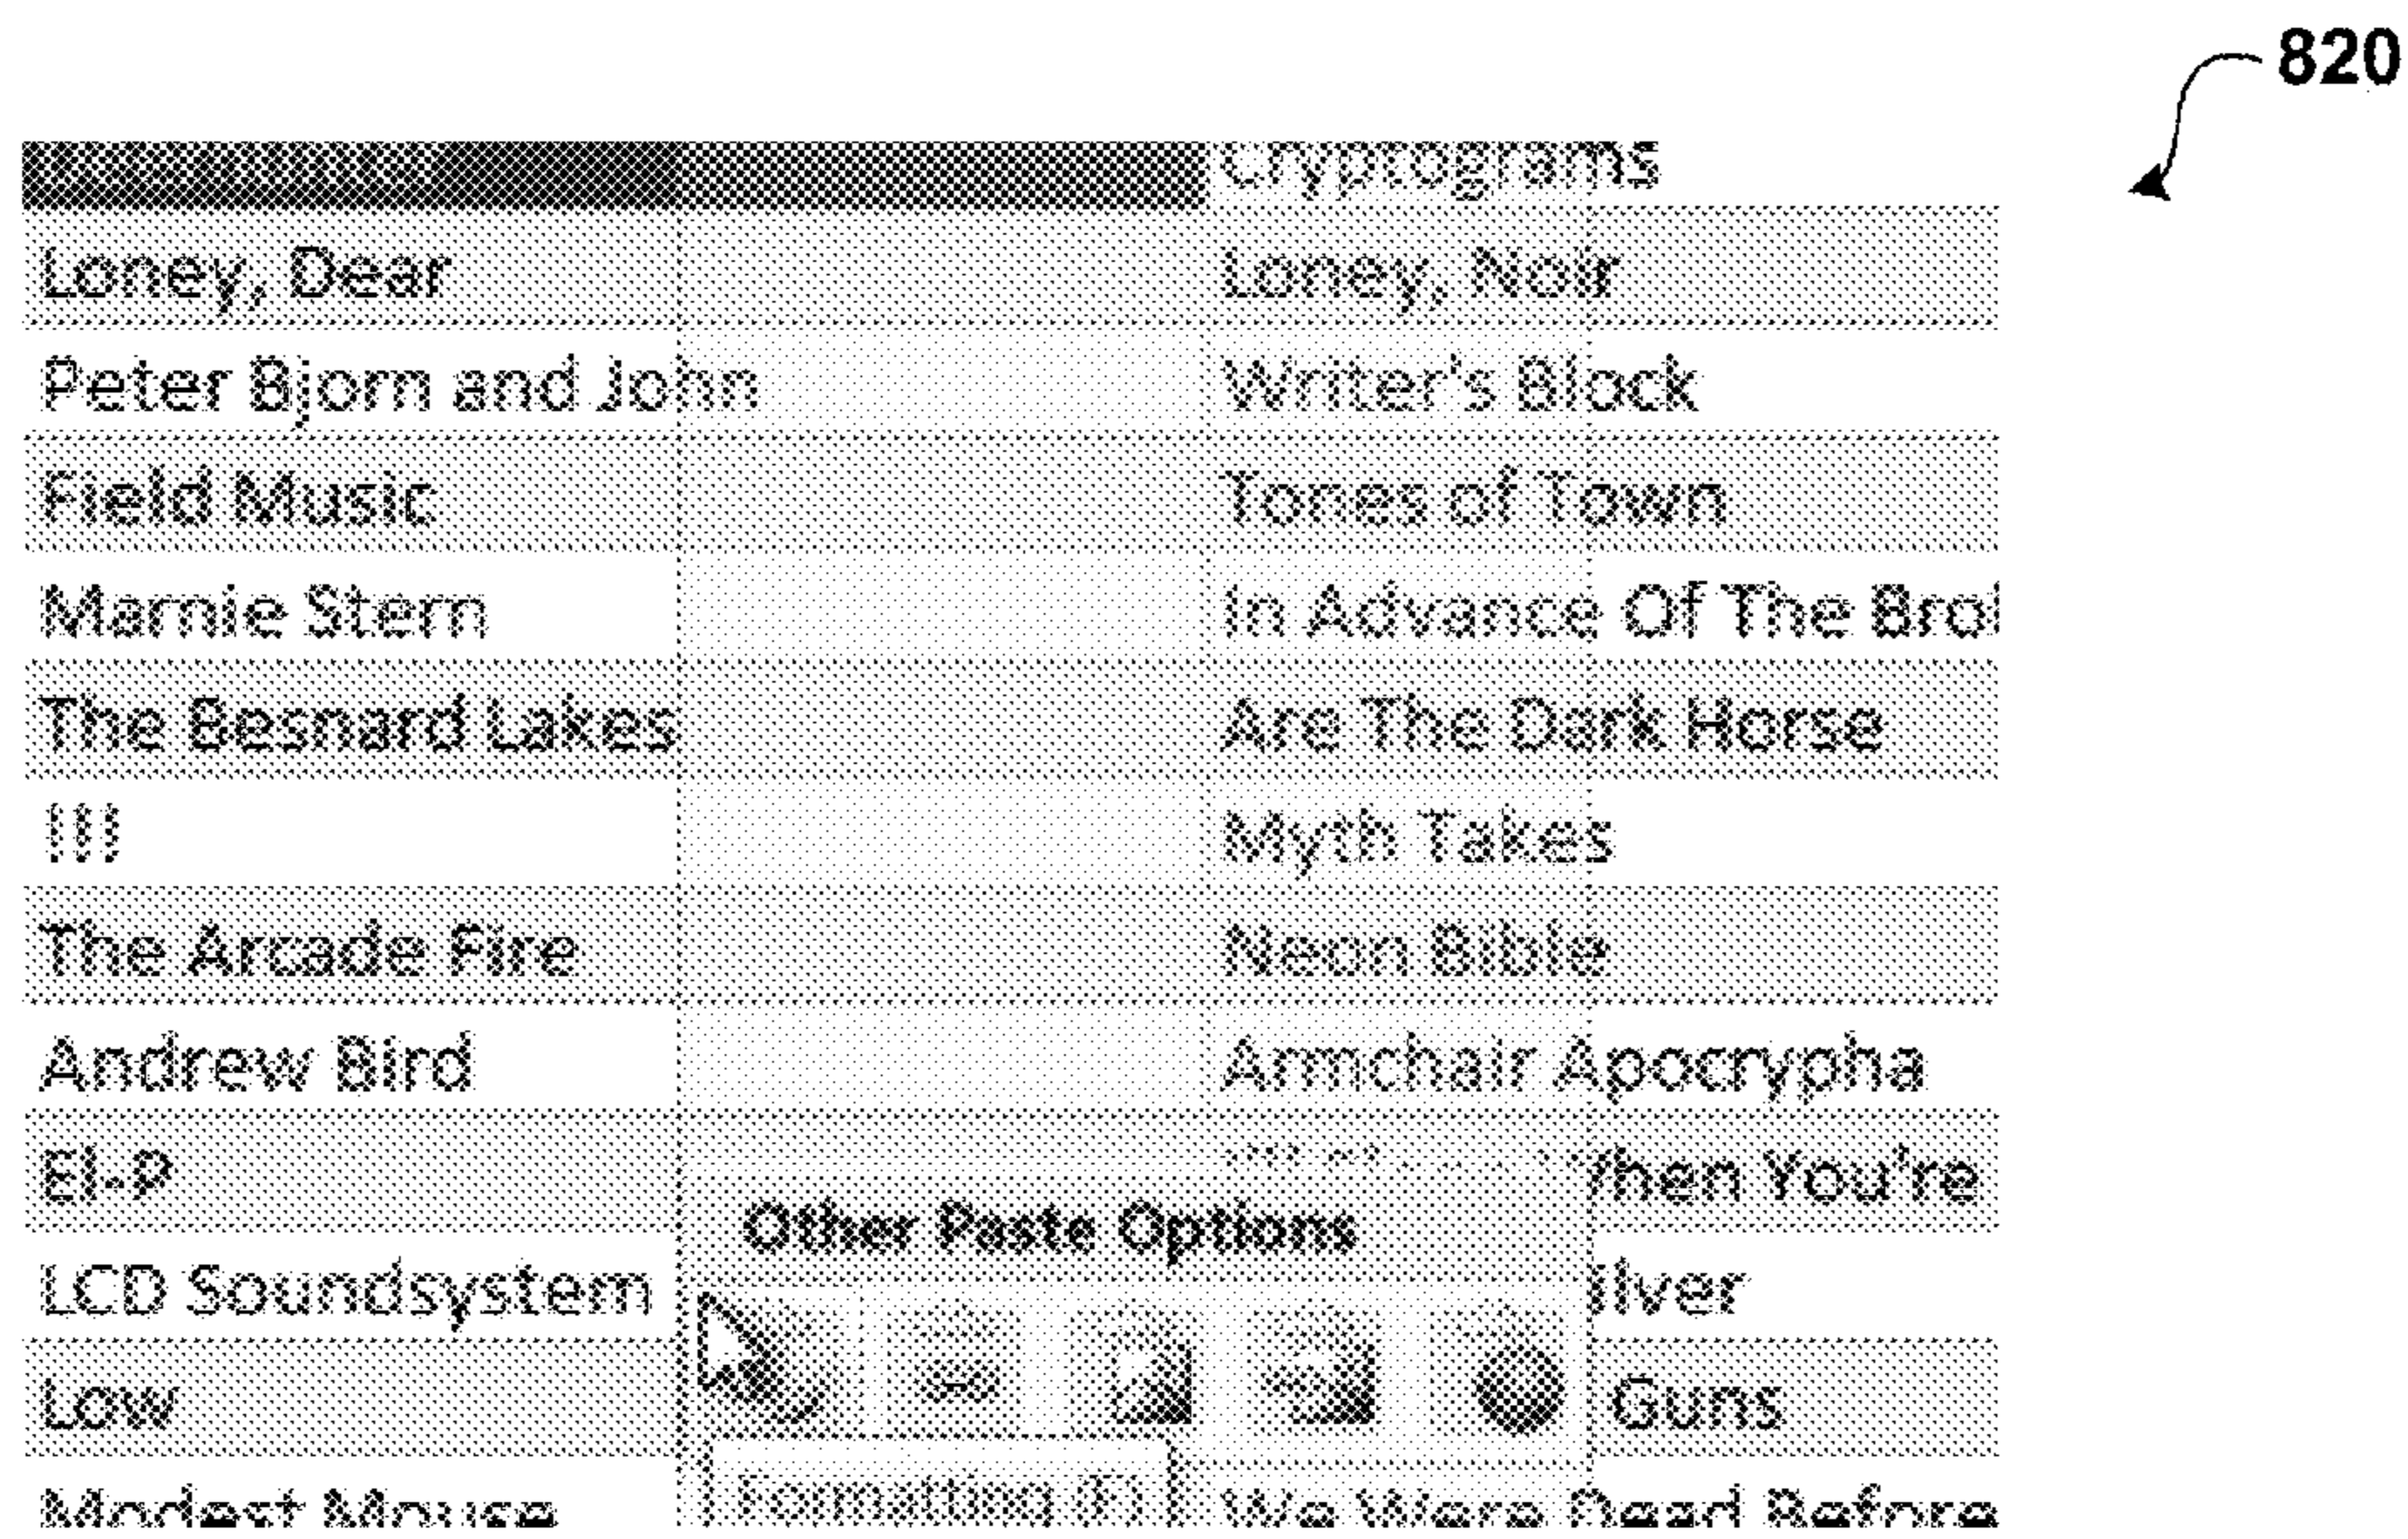 820
Cryptograms
Loney, Dear Loney, Noir
Peter Bjorn and John Writer's Block
Field Music Tones of Town
Marnie Stern In Advance Of The Bro
The Besnard Lakes Are The Dark Horse
!!! Myth Takes
The Arcade Fire Neon Bible
Andrew Bird Armchair Apocrypha
El-P hen You're
Other Paste Options
LCD Soundsystem ilver
Low Guns
Formatting (F)
Modest Mouse We Were Dead Before